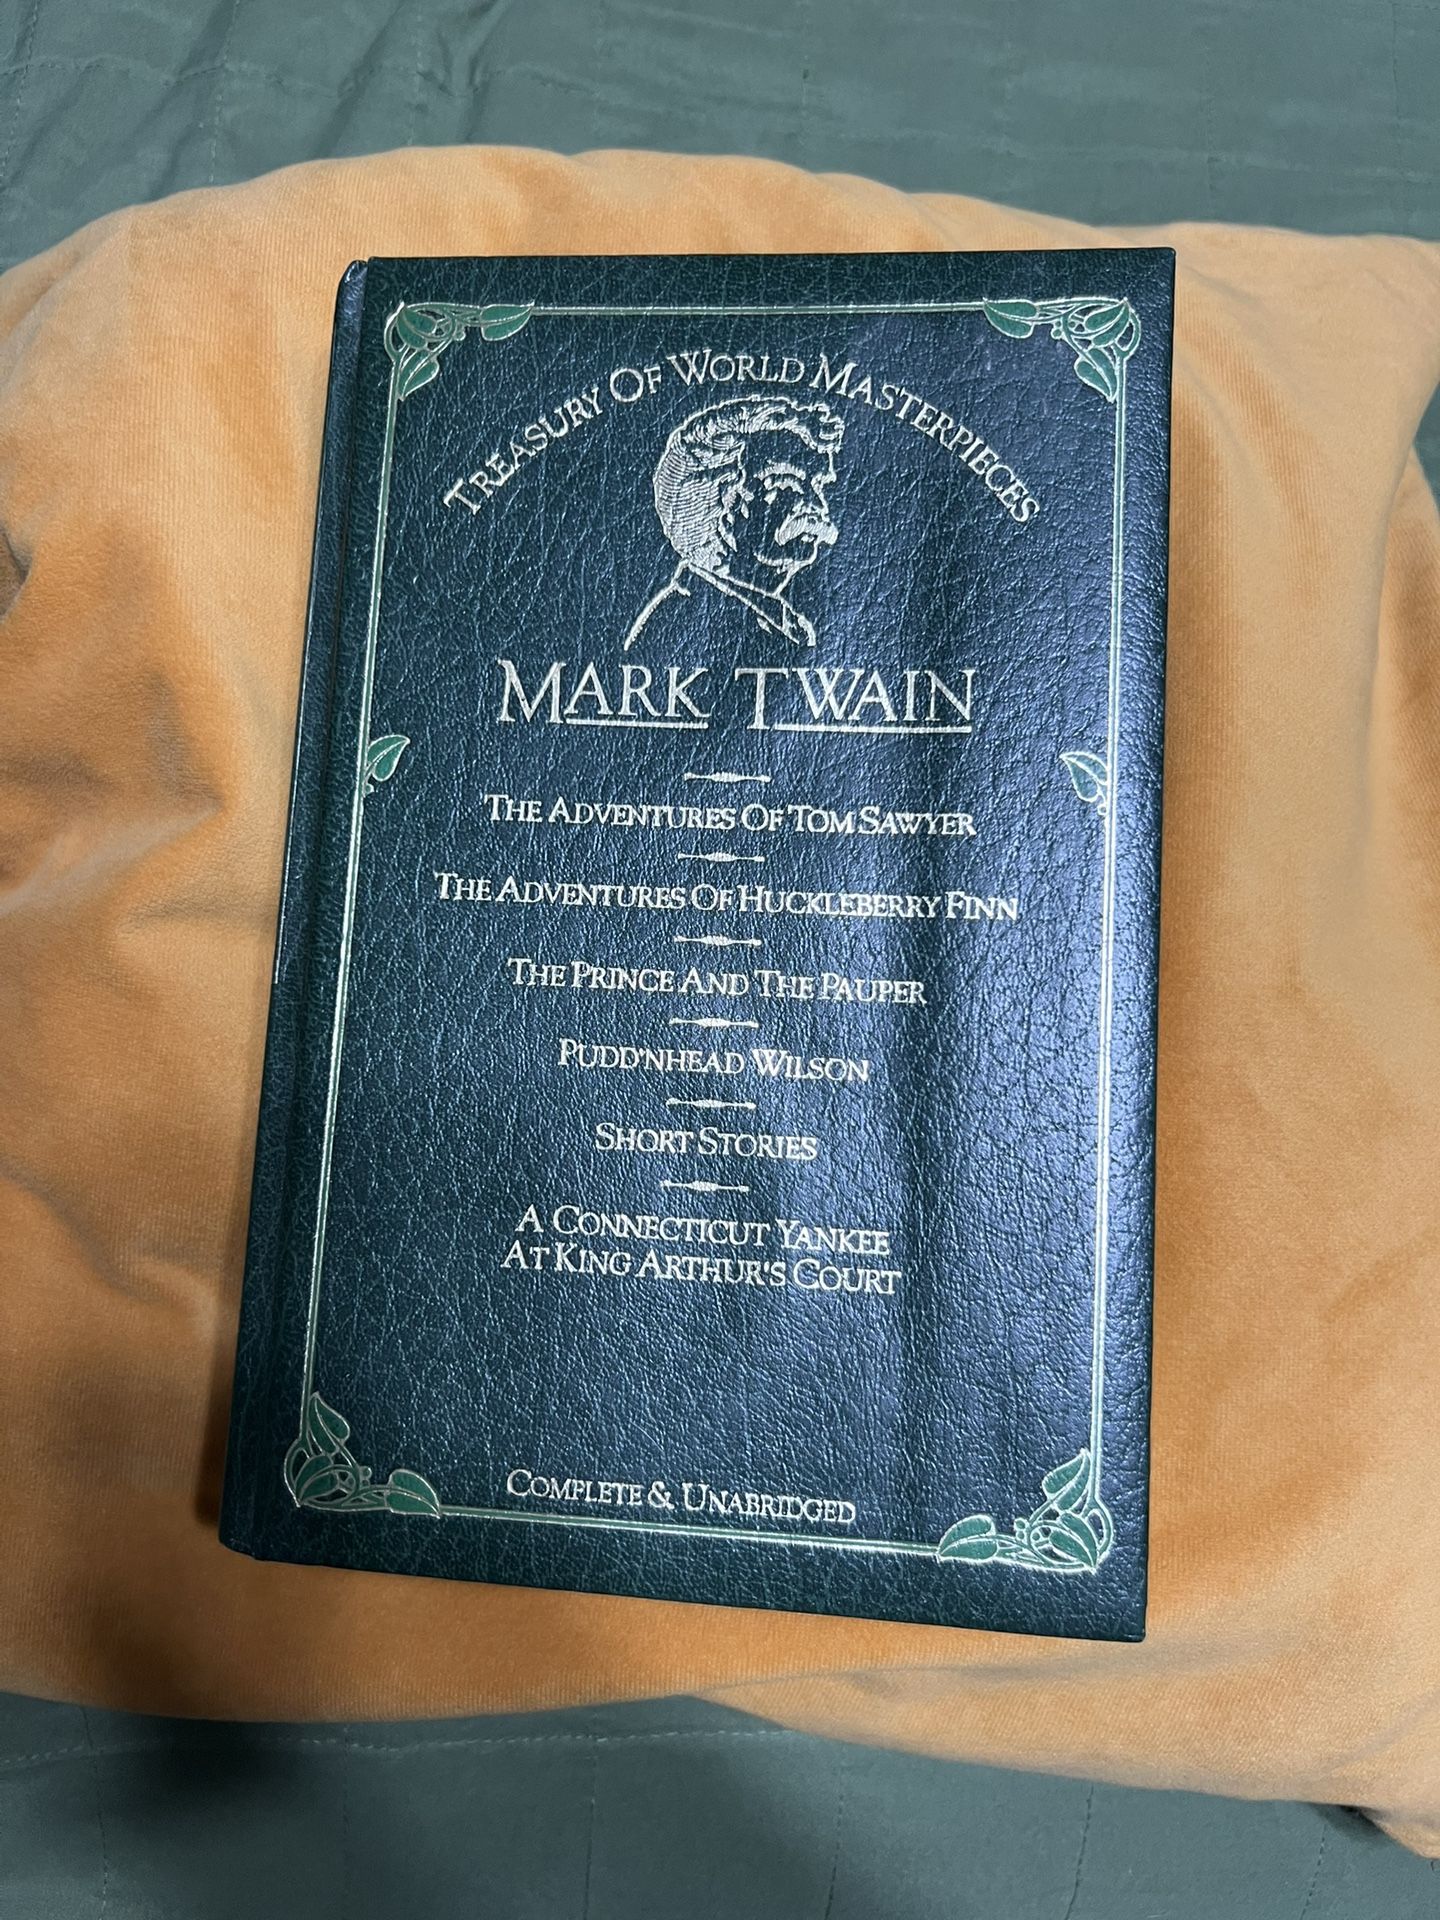 TREASURY OF WORLD MASTERPIECES
MARK TWAIN
THE ADVENTURES OF TOM SAWYER
THE ADVENTURES OF HUCKLEBERRY FINN
THE PRINCE AND THE PAUPER
PUDD'NHEAD WILSON
SHORT STORIES
A CONNECTICUT YANKEE
AT KING ARTHUR'S COURT
COMPLETE & UNABRIDGED